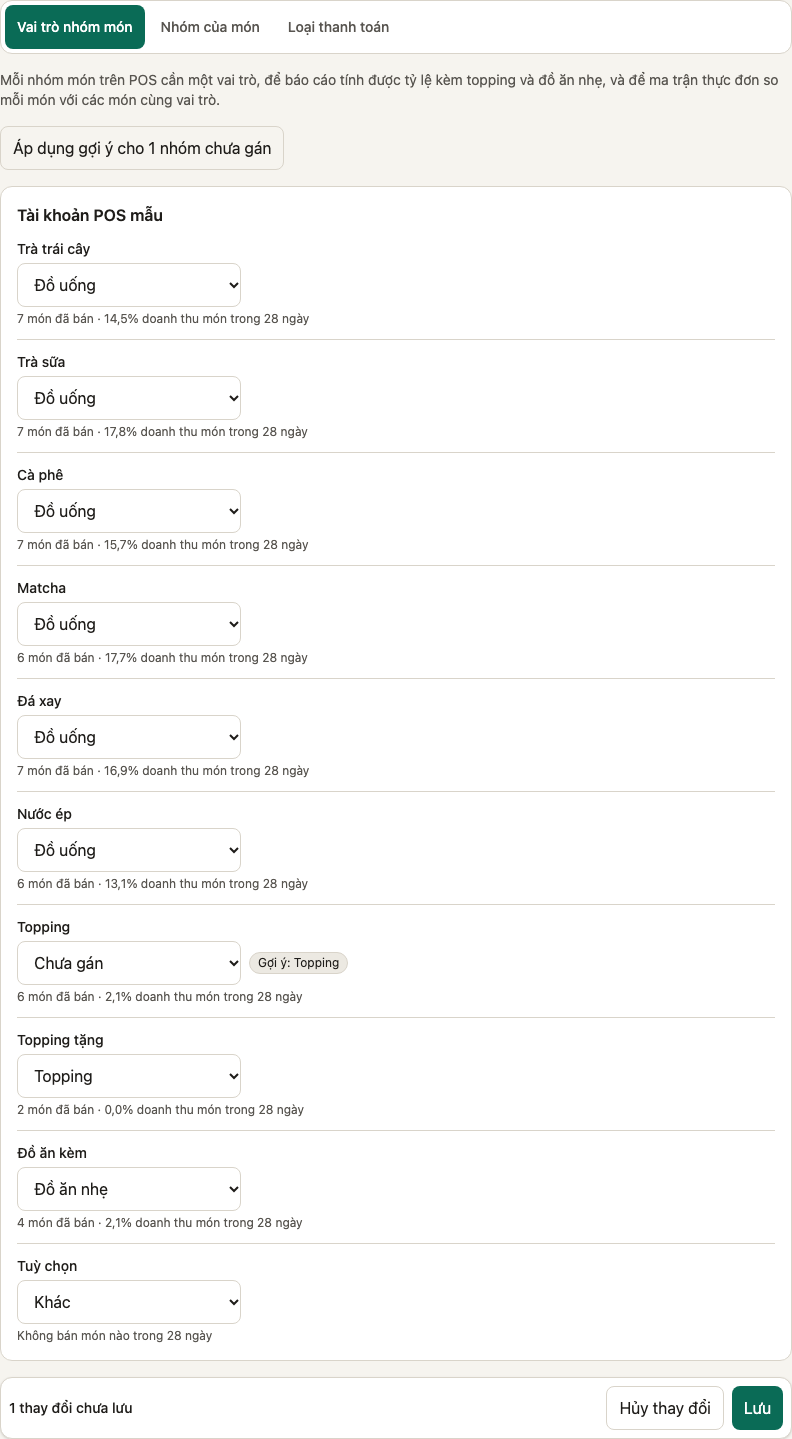 Vai trò nhóm món
Nhóm của món
Loại thanh toán
Mỗi nhóm món trên POS cần một vai trò, để báo cáo tính được tỷ lệ kèm topping và đồ ăn nhẹ, và để ma trận thực đơn so
mỗi món với các món cùng vai trò.
Áp dụng gợi ý cho 1 nhóm chưa gán
Tài khoản POS mẫu
Trà trái cây
Đồ uống
7 món đã bán · 14,5% doanh thu món trong 28 ngày
Trà sữa
Đồ uống
7 món đã bán · 17,8% doanh thu món trong 28 ngày
Cà phê
Đồ uống
7 món đã bán · 15,7% doanh thu món trong 28 ngày
Matcha
Đồ uống
6 món đã bán · 17,7% doanh thu món trong 28 ngày
Đá xay
Đồ uống
7 món đã bán · 16,9% doanh thu món trong 28 ngày
Nước ép
Đồ uống
6 món đã bán · 13,1% doanh thu món trong 28 ngày
Topping
Chưa gán
Gợi ý: Topping
6 món đã bán · 2,1% doanh thu món trong 28 ngày
Topping tặng
Topping
2 món đã bán · 0,0% doanh thu món trong 28 ngày
Đồ ăn kèm
Đồ ăn nhẹ
4 món đã bán · 2,1% doanh thu món trong 28 ngày
Tuỳ chọn
Khác
Không bán món nào trong 28 ngày
1 thay đổi chưa lưu
Hủy thay đổi
Lưu